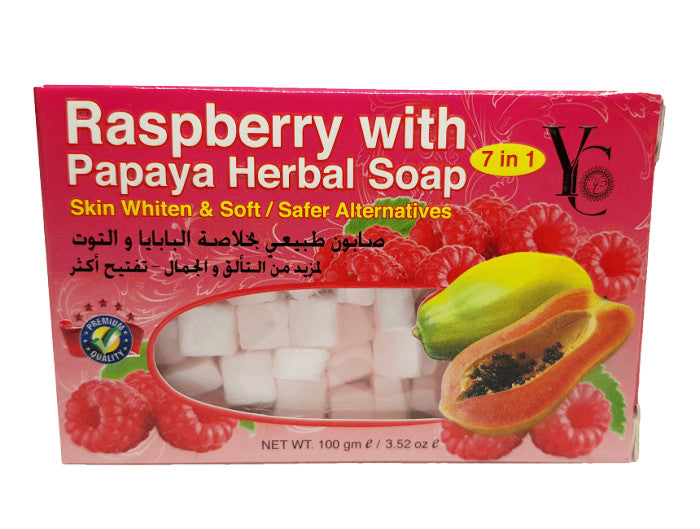 Raspberry with
Papaya Herbal Soap
7 in 1
YC
Skin Whiten & Soft / Safer Alternatives
صابون طبيعي بخلاصة البابايا و التوت
لمزيد من التألق و الجمال - تفتيح أكثر
PREMIUM
QUALITY
NET WT. 100 gm ℮ / 3.52 oz ℮